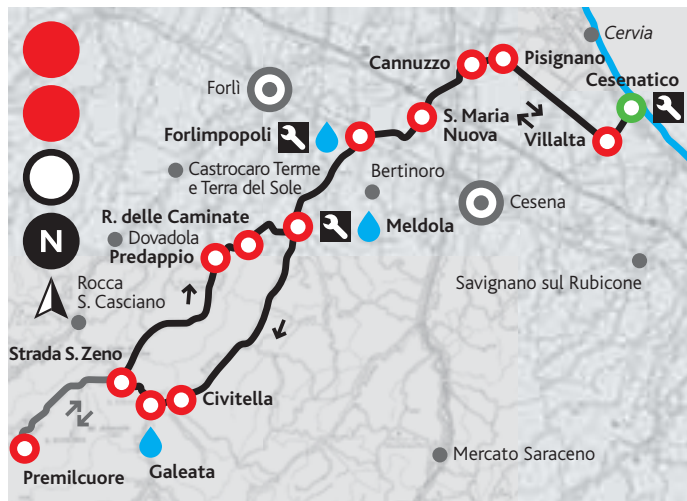 Cervia
Pisignano
Cannuzzo
Cesenatico
Forlì
S. Maria
Nuova
Villalta
Forlimpopoli
Castrocaro Terme
e Terra del Sole
Bertinoro
Cesena
R. delle Caminate
Meldola
N
Dovadola
Predappio
Rocca
S. Casciano
Savignano sul Rubicone
Strada S. Zeno
Civitella
Premilcuore
Galeata
Mercato Saraceno